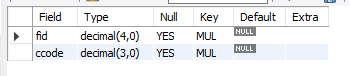 Field Type Null Key Default Extra
fid decimal(4,0) YES MUL NULL
ccode decimal(3,0) YES MUL NULL